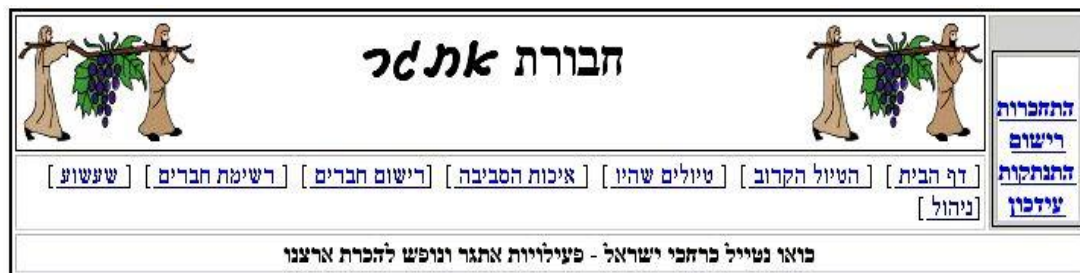 חבורת אתגר
התחברות
רישום
התנתקות
עידכון
[ דף הבית ] [ הטיול הקרוב ] [ טיולים שהיו ] [ איכות הסביבה ] [רישום חברים ] [ רשימת חברים ] [ שעשוע ]
[ניהול ]
בואו נטייל ברחבי ישראל - פעילויות אתגר ונופש להכרת ארצנו